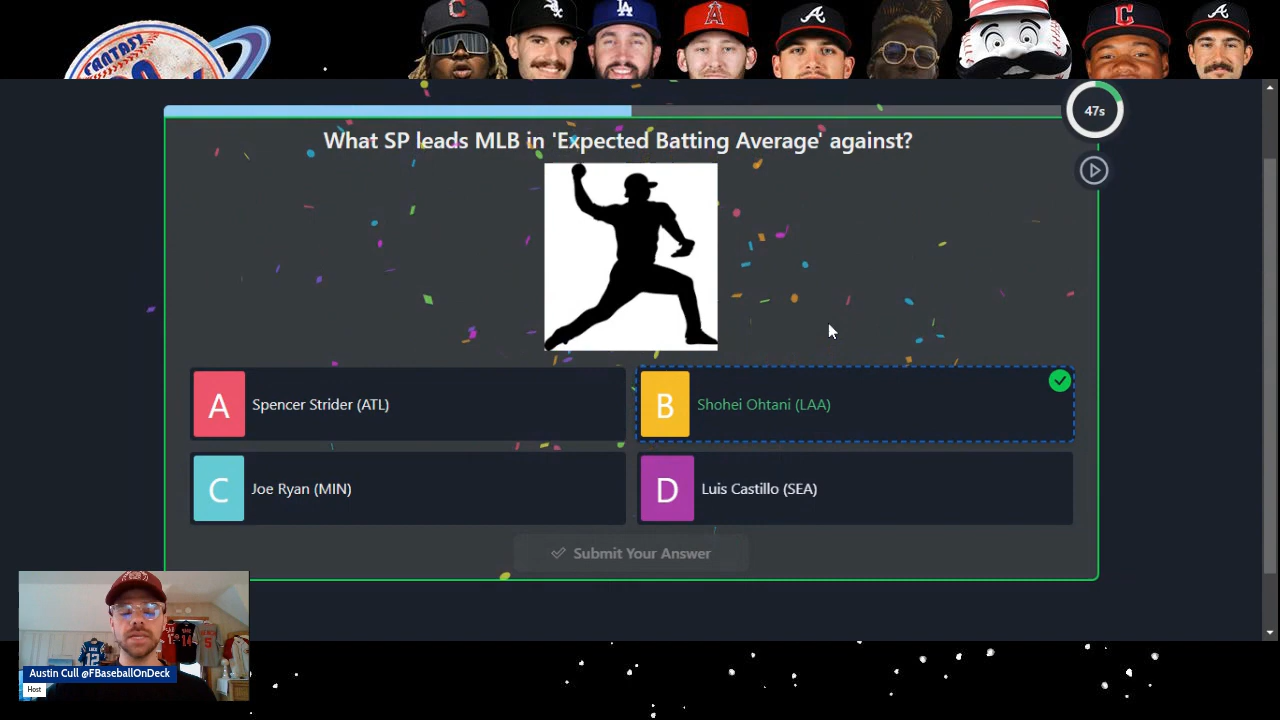 FANTASY
47s
What SP leads MLB in 'Expected Batting Average' against?
A Spencer Strider (ATL)
B Shohei Ohtani (LAA)
C Joe Ryan (MIN)
D Luis Castillo (SEA)
Submit Your Answer
Austin Cull @FBaseballOnDeck
Host